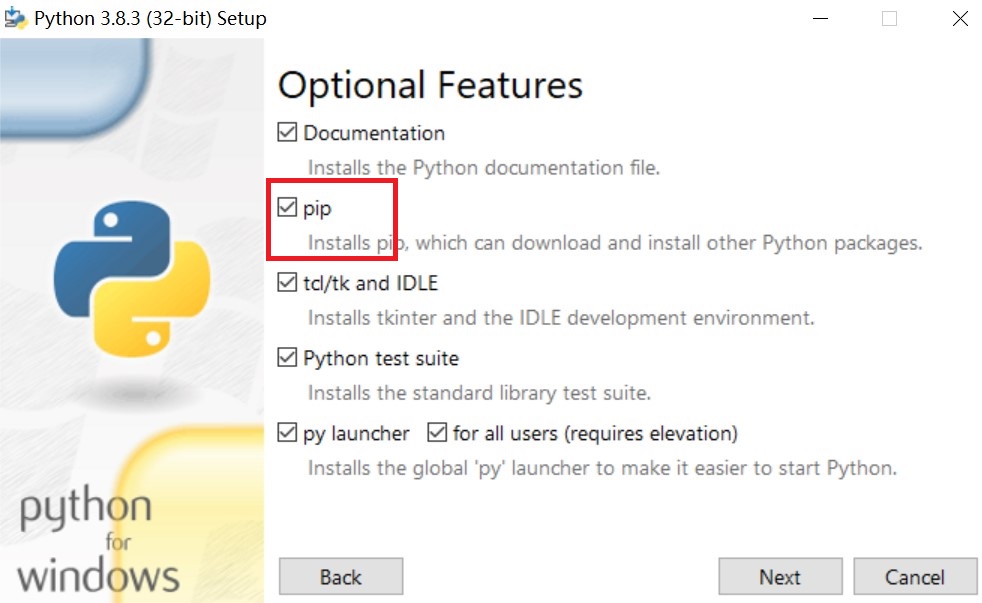 Python 3.8.3 (32-bit) Setup
Optional Features
Documentation
Installs the Python documentation file.
pip
Installs pip, which can download and install other Python packages.
tcl/tk and IDLE
Installs tkinter and the IDLE development environment.
Python test suite
Installs the standard library test suite.
py launcher for all users (requires elevation)
Installs the global 'py' launcher to make it easier to start Python.
python
for
windows
Back Next Cancel